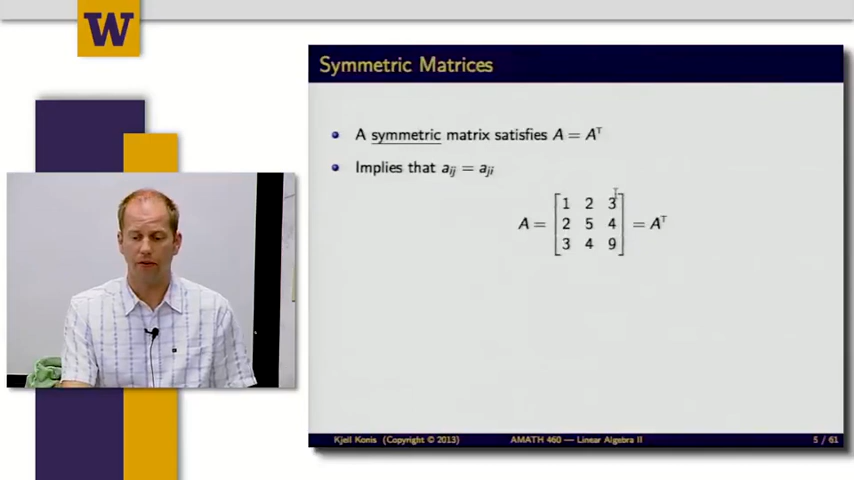 W
Symmetric Matrices
A symmetric matrix satisfies A = Aᵀ
Implies that aᵢⱼ = aⱼᵢ
A = [1 2 3
2 5 4
3 4 9] = Aᵀ
Kjell Konis (Copyright © 2013) AMATH 460 — Linear Algebra II 5 / 61